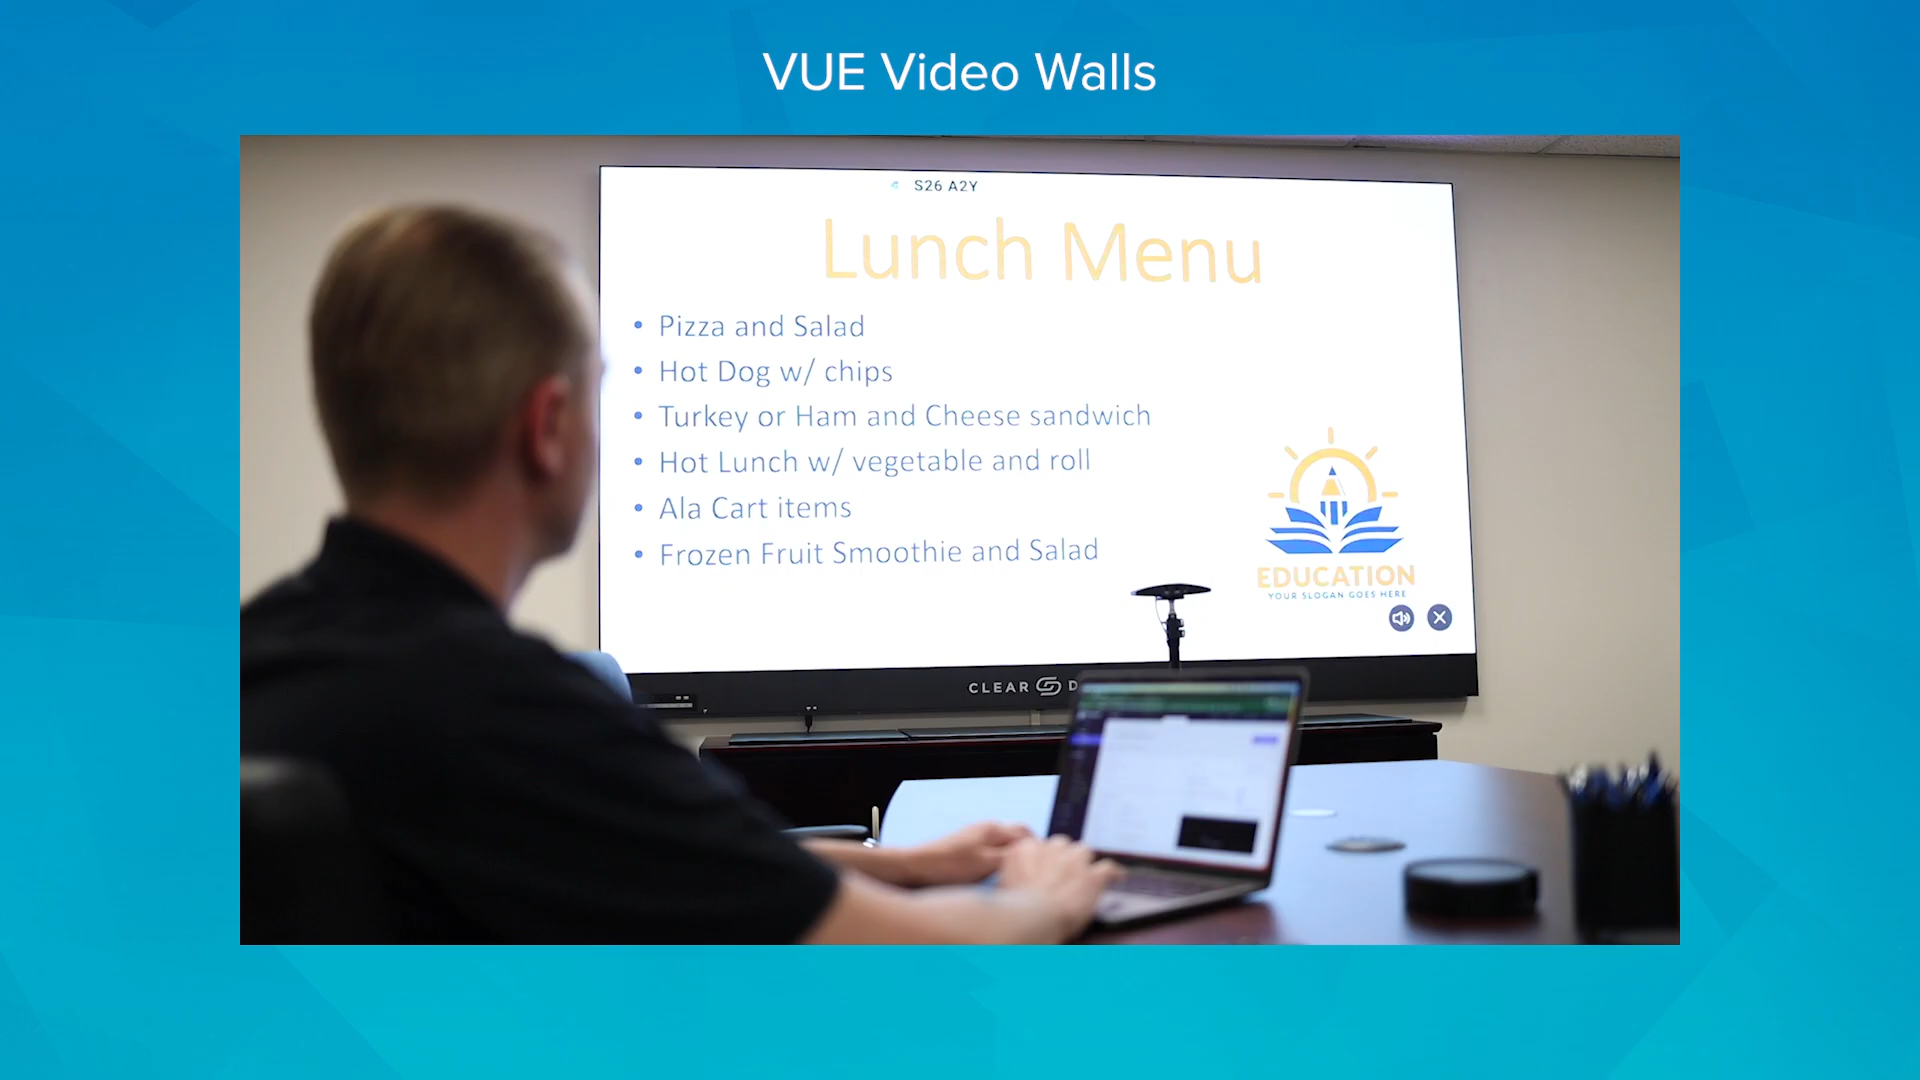 VUE Video Walls
S26 A2Y
Lunch Menu
• Pizza and Salad
• Hot Dog w/ chips
• Turkey or Ham and Cheese sandwich
• Hot Lunch w/ vegetable and roll
• Ala Cart items
• Frozen Fruit Smoothie and Salad
EDUCATION
YOUR SLOGAN GOES HERE
CLEAR